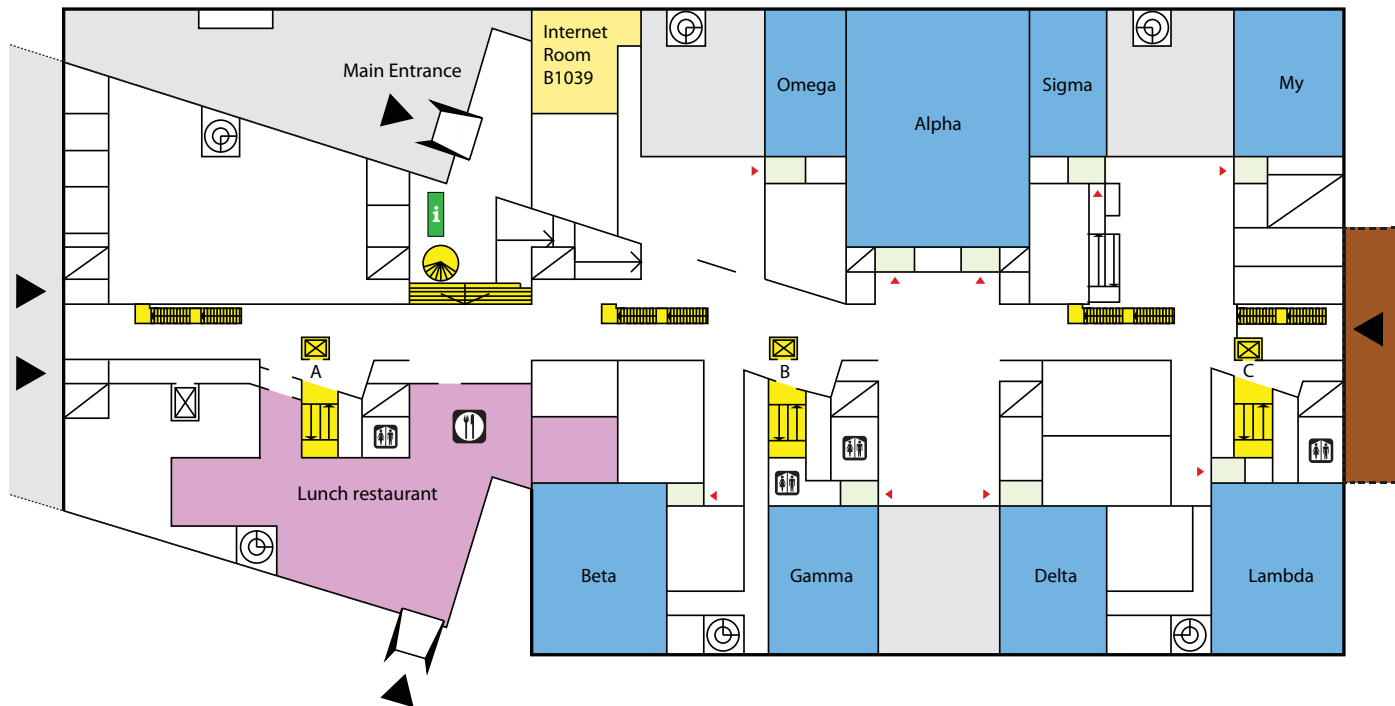 Internet
Room
B1039
Main Entrance
Omega
Alpha
Sigma
My
i
A
B
C
Lunch restaurant
Beta
Gamma
Delta
Lambda